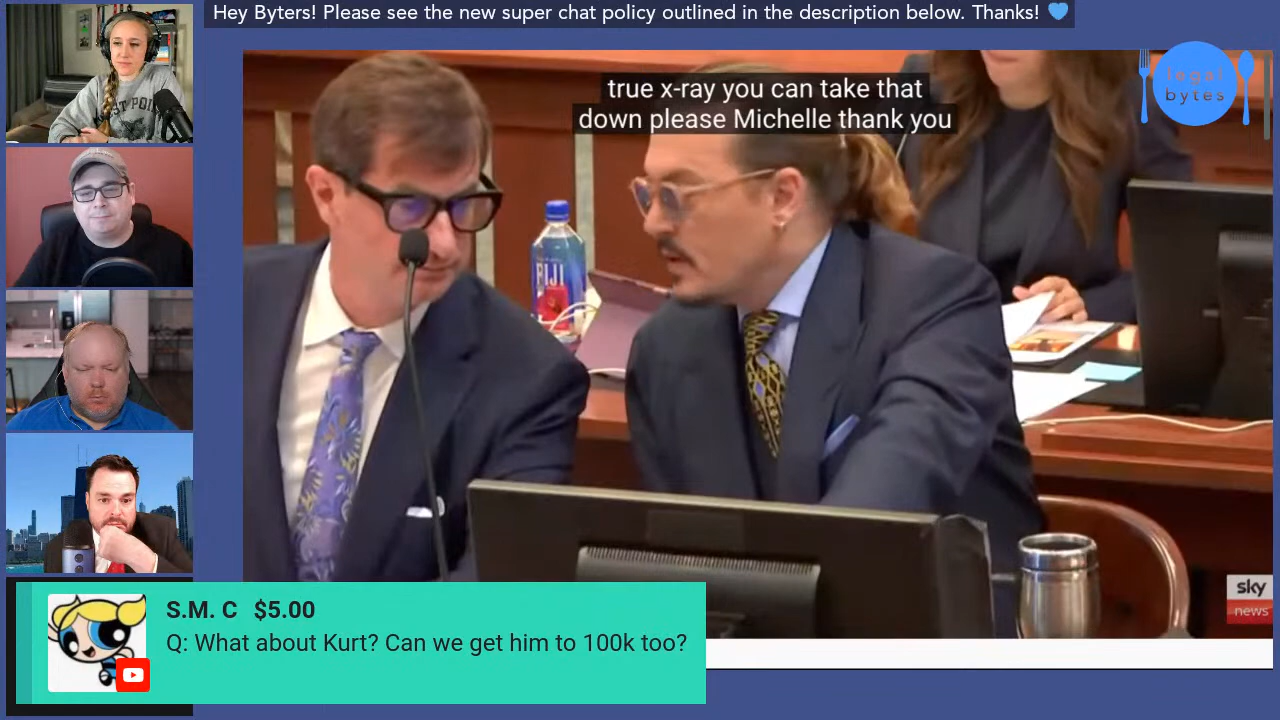 Hey Byters! Please see the new super chat policy outlined in the description below. Thanks! 💙
legal
bytes
true x-ray you can take that
down please Michelle thank you
FIJI
sky
news
S.M. C $5.00
Q: What about Kurt? Can we get him to 100k too?